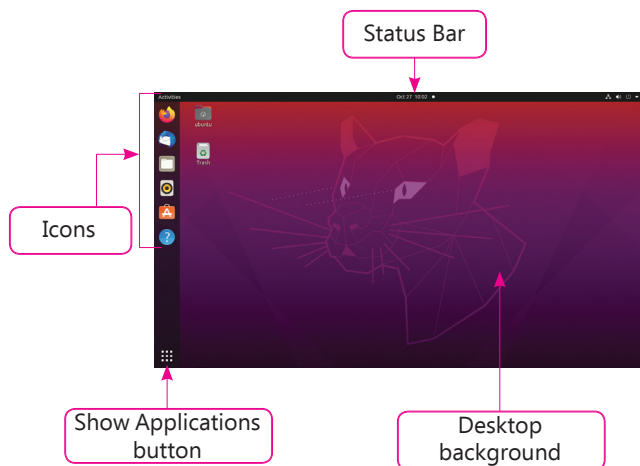 Status Bar
Activities
Oct 27 10:02
ubuntu
Trash
Icons
Show Applications
button
Desktop
background